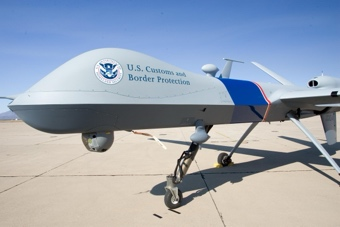 U.S. Customs and
Border Protection